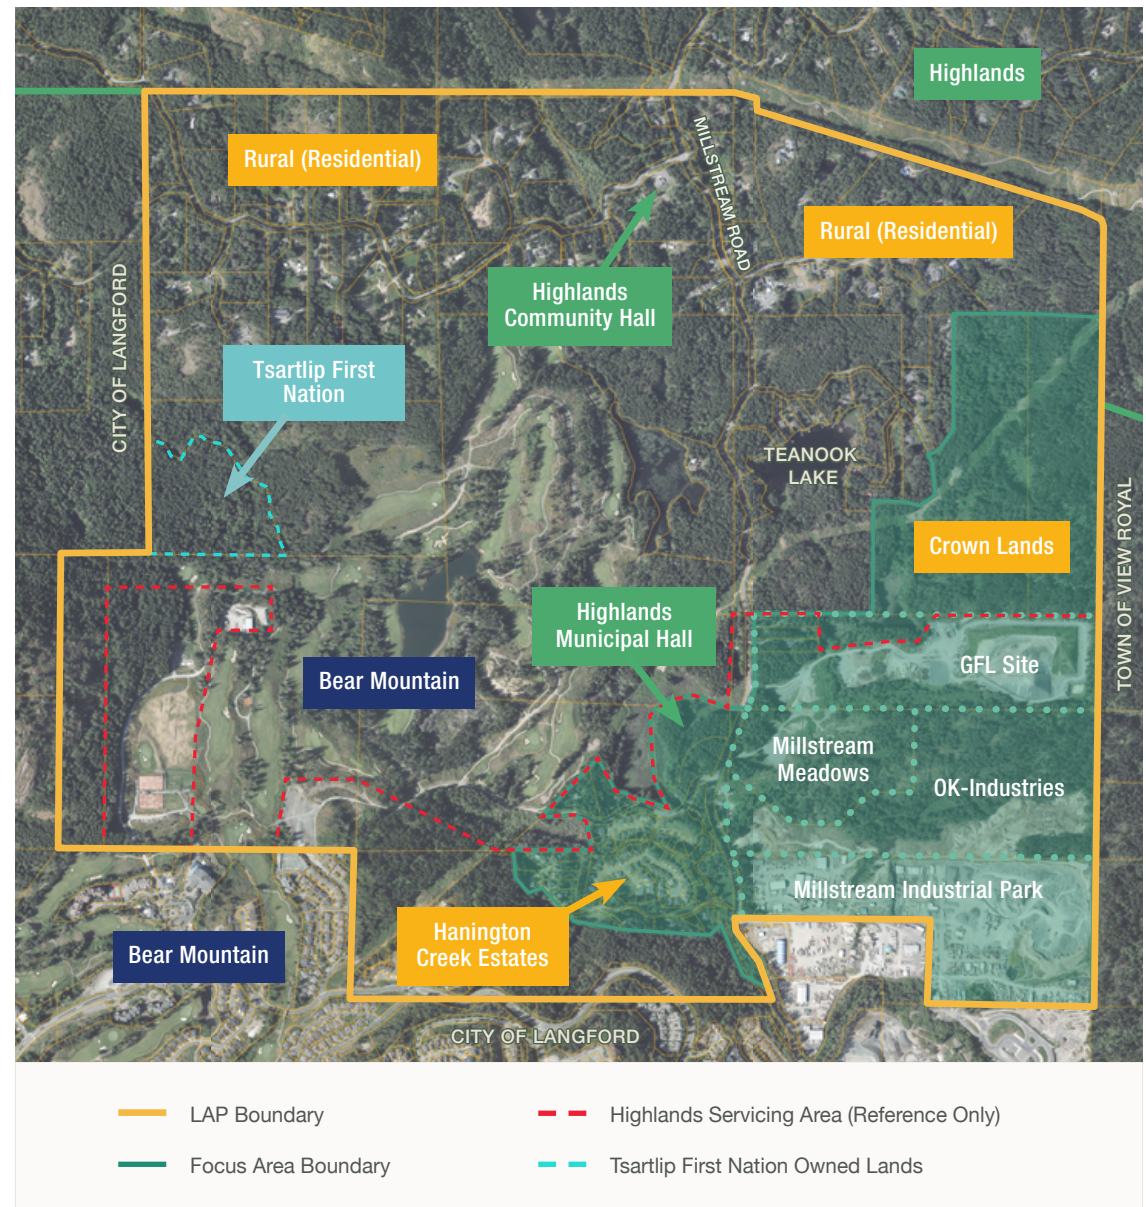 Highlands
Rural (Residential)
MILLSTREAM ROAD
Rural (Residential)
CITY OF LANGFORD
Highlands
Community Hall
Tsartlip First
Nation
TEANOOK
LAKE
TOWN OF VIEW ROYAL
Crown Lands
Highlands
Municipal Hall
GFL Site
Bear Mountain
Millstream
Meadows
OK-Industries
Millstream Industrial Park
Hanington
Creek Estates
Bear Mountain
CITY OF LANGFORD
LAP Boundary
Highlands Servicing Area (Reference Only)
Focus Area Boundary
Tsartlip First Nation Owned Lands